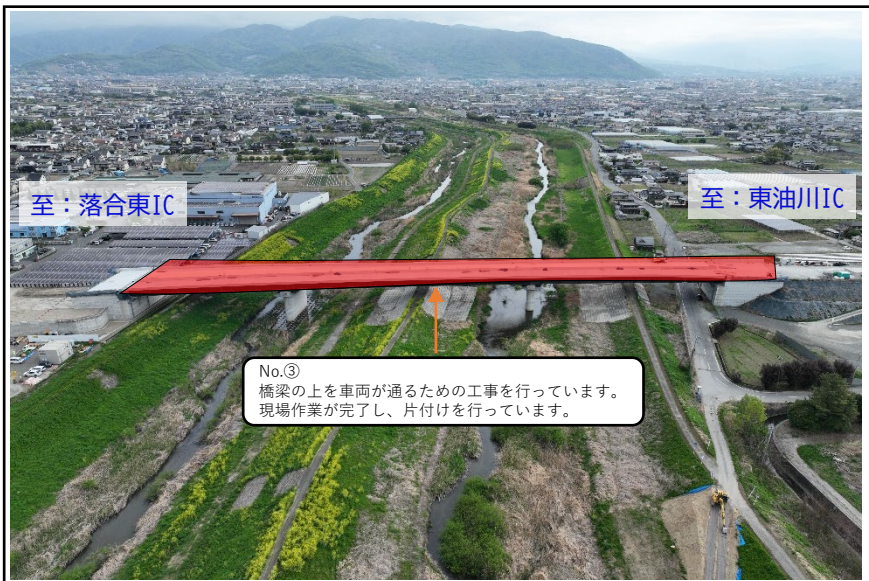 至：落合東IC
至：東油川IC
No.③
橋梁の上を車両が通るための工事を行っています。
現場作業が完了し、片付けを行っています。